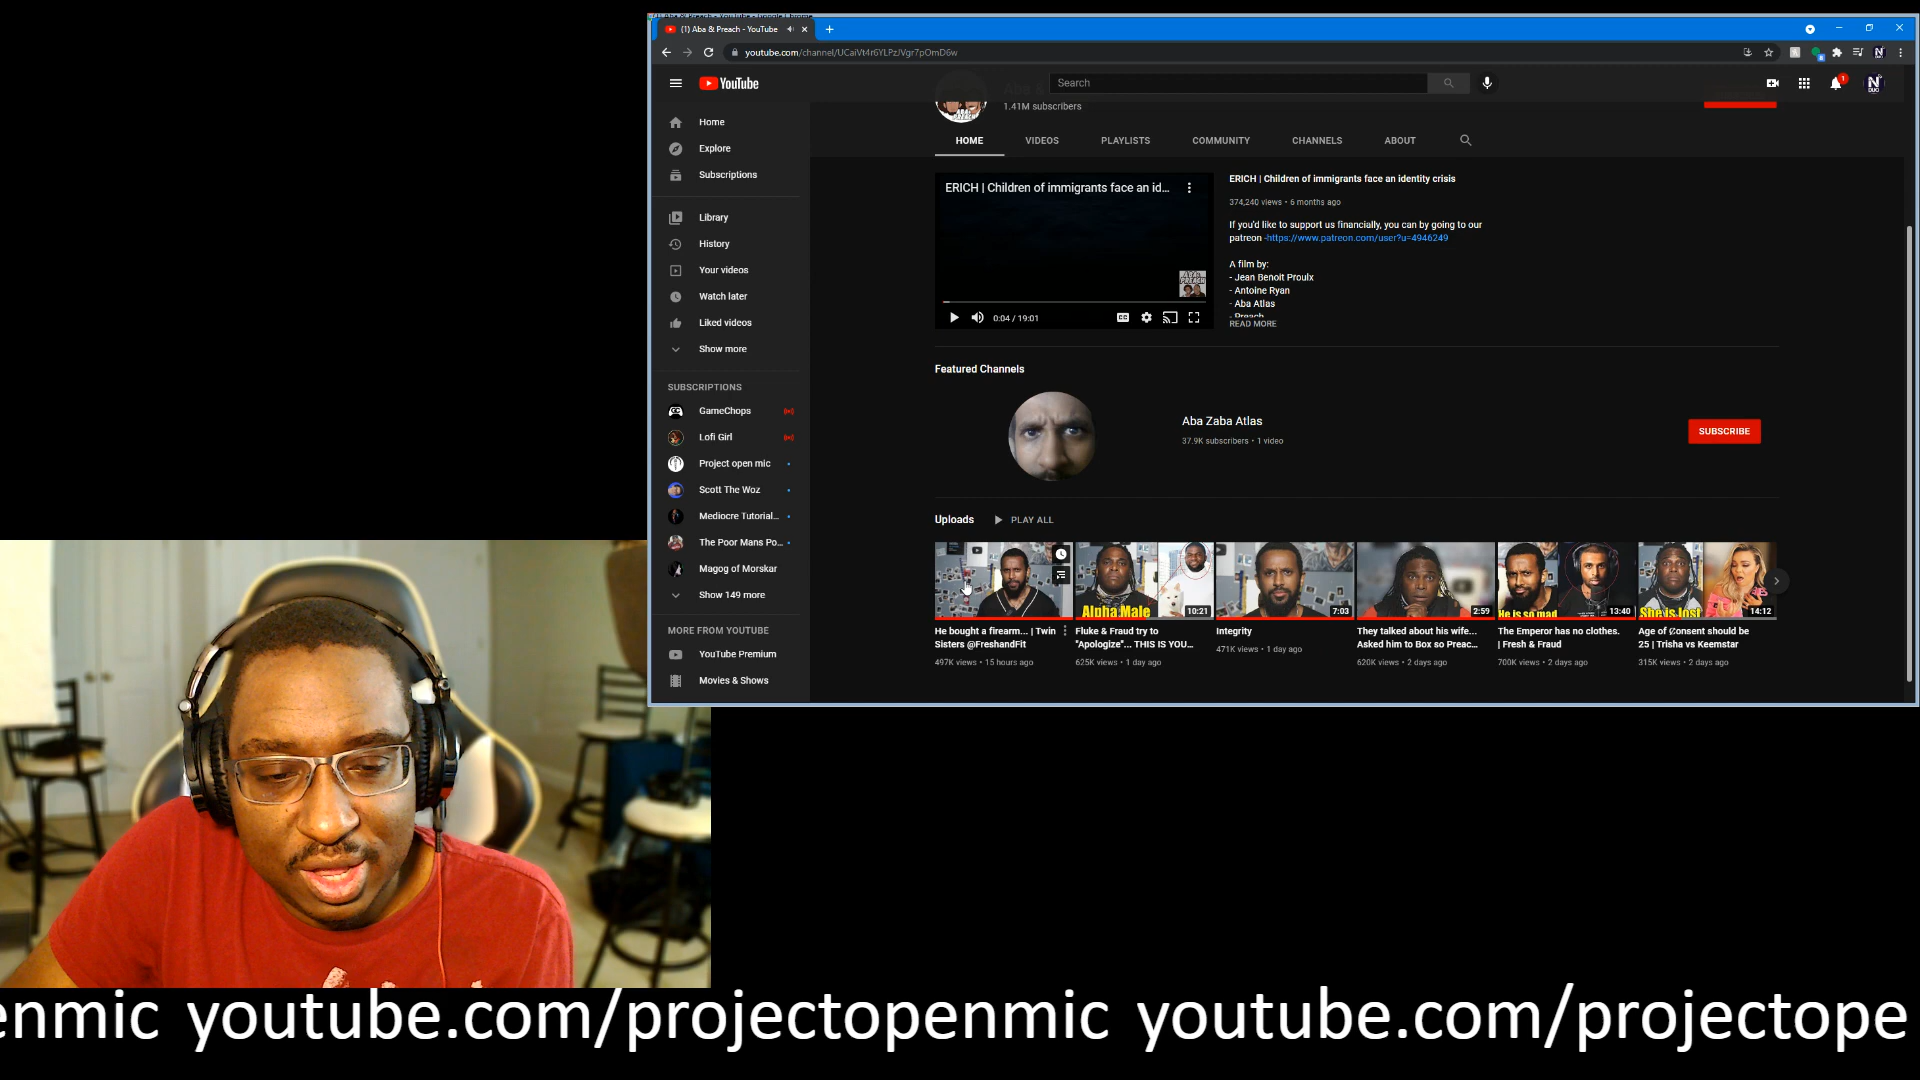 (1) Aba & Preach - YouTube
youtube.com/channel/UCaiVt4r6YLPzJVgr7pOmD6w
YouTube
Search
1
N
DUO
Home
Explore
Subscriptions
Library
History
Your videos
Watch later
Liked videos
Show more
SUBSCRIPTIONS
GameChops
Lofi Girl
Project open mic
Scott The Woz
Mediocre Tutorial...
The Poor Mans Po...
Magog of Morskar
Show 149 more
MORE FROM YOUTUBE
YouTube Premium
Movies & Shows
1.41M subscribers
HOME VIDEOS PLAYLISTS COMMUNITY CHANNELS ABOUT
ERICH | Children of immigrants face an id...
ABA
PREACH
0:04 / 19:01
ERICH | Children of immigrants face an identity crisis
374,240 views • 6 months ago
If you'd like to support us financially, you can by going to our
patreon -https://www.patreon.com/user?u=4946249
A film by:
- Jean Benoit Proulx
- Antoine Ryan
- Aba Atlas
- Preach
READ MORE
Featured Channels
Aba Zaba Atlas
37.9K subscribers • 1 video
SUBSCRIBE
Uploads PLAY ALL
He bought a firearm... | Twin
Sisters @FreshandFit
497K views • 15 hours ago
Alpha Male
10:21
Fluke & Fraud try to
"Apologize"... THIS IS YOU...
625K views • 1 day ago
7:03
Integrity
471K views • 1 day ago
2:59
They talked about his wife...
Asked him to Box so Preac...
620K views • 2 days ago
He is so mad
13:40
The Emperor has no clothes.
| Fresh & Fraud
700K views • 2 days ago
She is lost
14:12
Age of Consent should be
25 | Trisha vs Keemstar
315K views • 2 days ago
enmic youtube.com/projectopenmic youtube.com/projectope